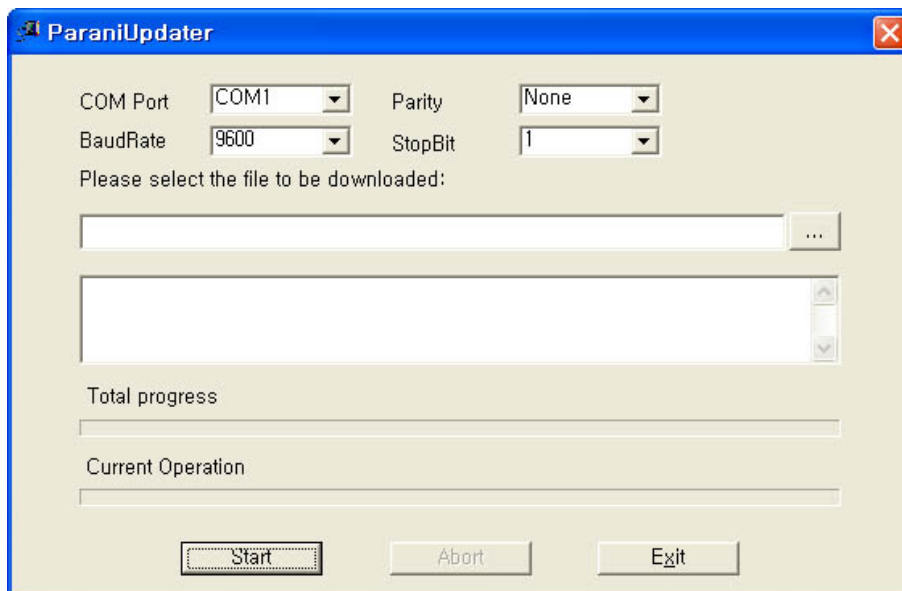 ParaniUpdater
COM Port COM1 Parity None
BaudRate 9600 StopBit 1
Please select the file to be downloaded:
...
Total progress
Current Operation
Start Abort Exit